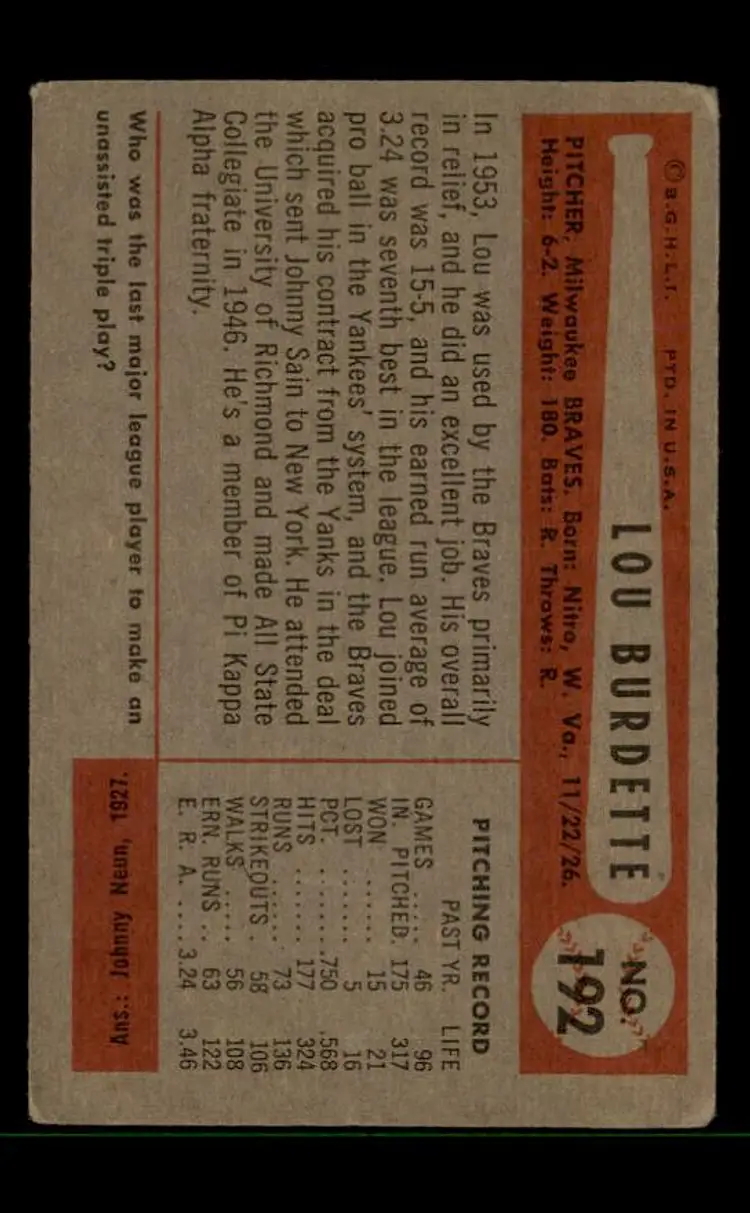 © B.G.H.L.I. PTD. IN U.S.A.
LOU BURDETTE
NO.
192
PITCHER, Milwaukee BRAVES. Born: Nitro, W. Va., 11/22/26.
Height: 6-2. Weight: 180. Bats: R. Throws: R.
In 1953, Lou was used by the Braves primarily
in relief, and he did an excellent job. His overall
record was 15-5, and his earned run average of
3.24 was seventh best in the league. Lou joined
pro ball in the Yankees' system, and the Braves
acquired his contract from the Yanks in the deal
which sent Johnny Sain to New York. He attended
the University of Richmond and made All State
Collegiate in 1946. He's a member of Pi Kappa
Alpha fraternity.
PITCHING RECORD
PAST YR. LIFE
GAMES ..... 46 96
IN. PITCHED. 175 317
WON ...... 15 21
LOST ....... 5 16
PCT. ....... .750 .568
HITS ....... 177 324
RUNS ...... 73 136
STRIKEOUTS . 58 106
WALKS ..... 56 108
ERN. RUNS .. 63 122
E. R. A. .... 3.24 3.46
Who was the last major league player to make an
unassisted triple play?
Ans.: Johnny Neun, 1927.